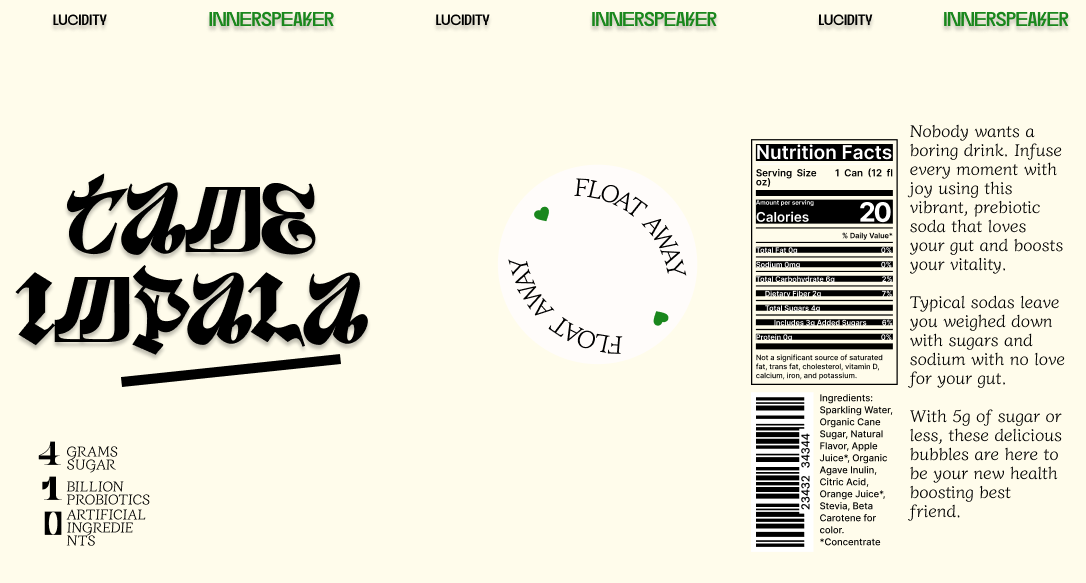 LUCIDITY INNERSPEAKER LUCIDITY INNERSPEAKER LUCIDITY INNERSPEAKER
TAME
IMPALA
4 GRAMS
SUGAR
1 BILLION
PROBIOTICS
0 ARTIFICIAL
INGREDIE
NTS
FLOAT AWAY
FLOAT AWAY
Nutrition Facts
Serving Size 1 Can (12 fl
oz)
Amount per serving
Calories 20
% Daily Value*
Total Fat 0g 0%
Sodium 0mg 0%
Total Carbohydrate 6g 2%
Dietary Fiber 2g 7%
Total Sugars 4g
Includes 3g Added Sugars 6%
Protein 0g 0%
Not a significant source of saturated
fat, trans fat, cholesterol, vitamin D,
calcium, iron, and potassium.
23432 34344
Ingredients:
Sparkling Water,
Organic Cane
Sugar, Natural
Flavor, Apple
Juice*, Organic
Agave Inulin,
Citric Acid,
Orange Juice*,
Stevia, Beta
Carotene for
color.
*Concentrate
Nobody wants a
boring drink. Infuse
every moment with
joy using this
vibrant, prebiotic
soda that loves
your gut and boosts
your vitality.
Typical sodas leave
you weighed down
with sugars and
sodium with no love
for your gut.
With 5g of sugar or
less, these delicious
bubbles are here to
be your new health
boosting best
friend.